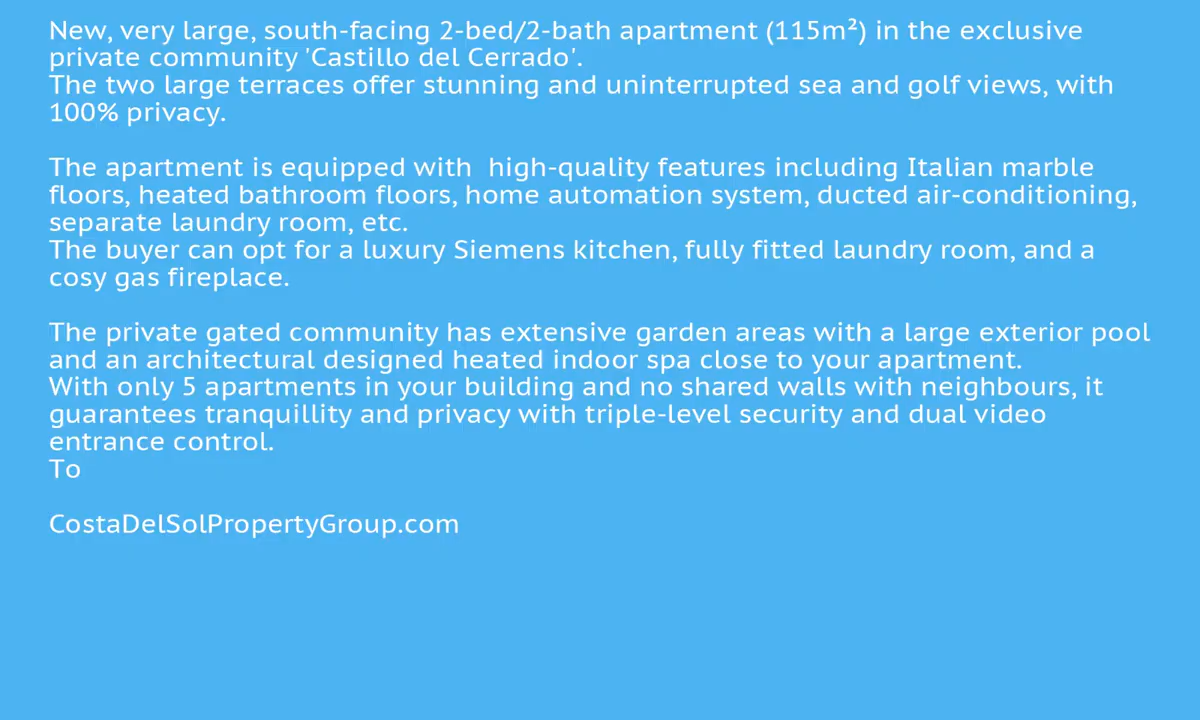 New, very large, south-facing 2-bed/2-bath apartment (115m²) in the exclusive
private community 'Castillo del Cerrado'.
The two large terraces offer stunning and uninterrupted sea and golf views, with
100% privacy.
The apartment is equipped with  high-quality features including Italian marble
floors, heated bathroom floors, home automation system, ducted air-conditioning,
separate laundry room, etc.
The buyer can opt for a luxury Siemens kitchen, fully fitted laundry room, and a
cosy gas fireplace.
The private gated community has extensive garden areas with a large exterior pool
and an architectural designed heated indoor spa close to your apartment.
With only 5 apartments in your building and no shared walls with neighbours, it
guarantees tranquillity and privacy with triple-level security and dual video
entrance control.
To
CostaDelSolPropertyGroup.com